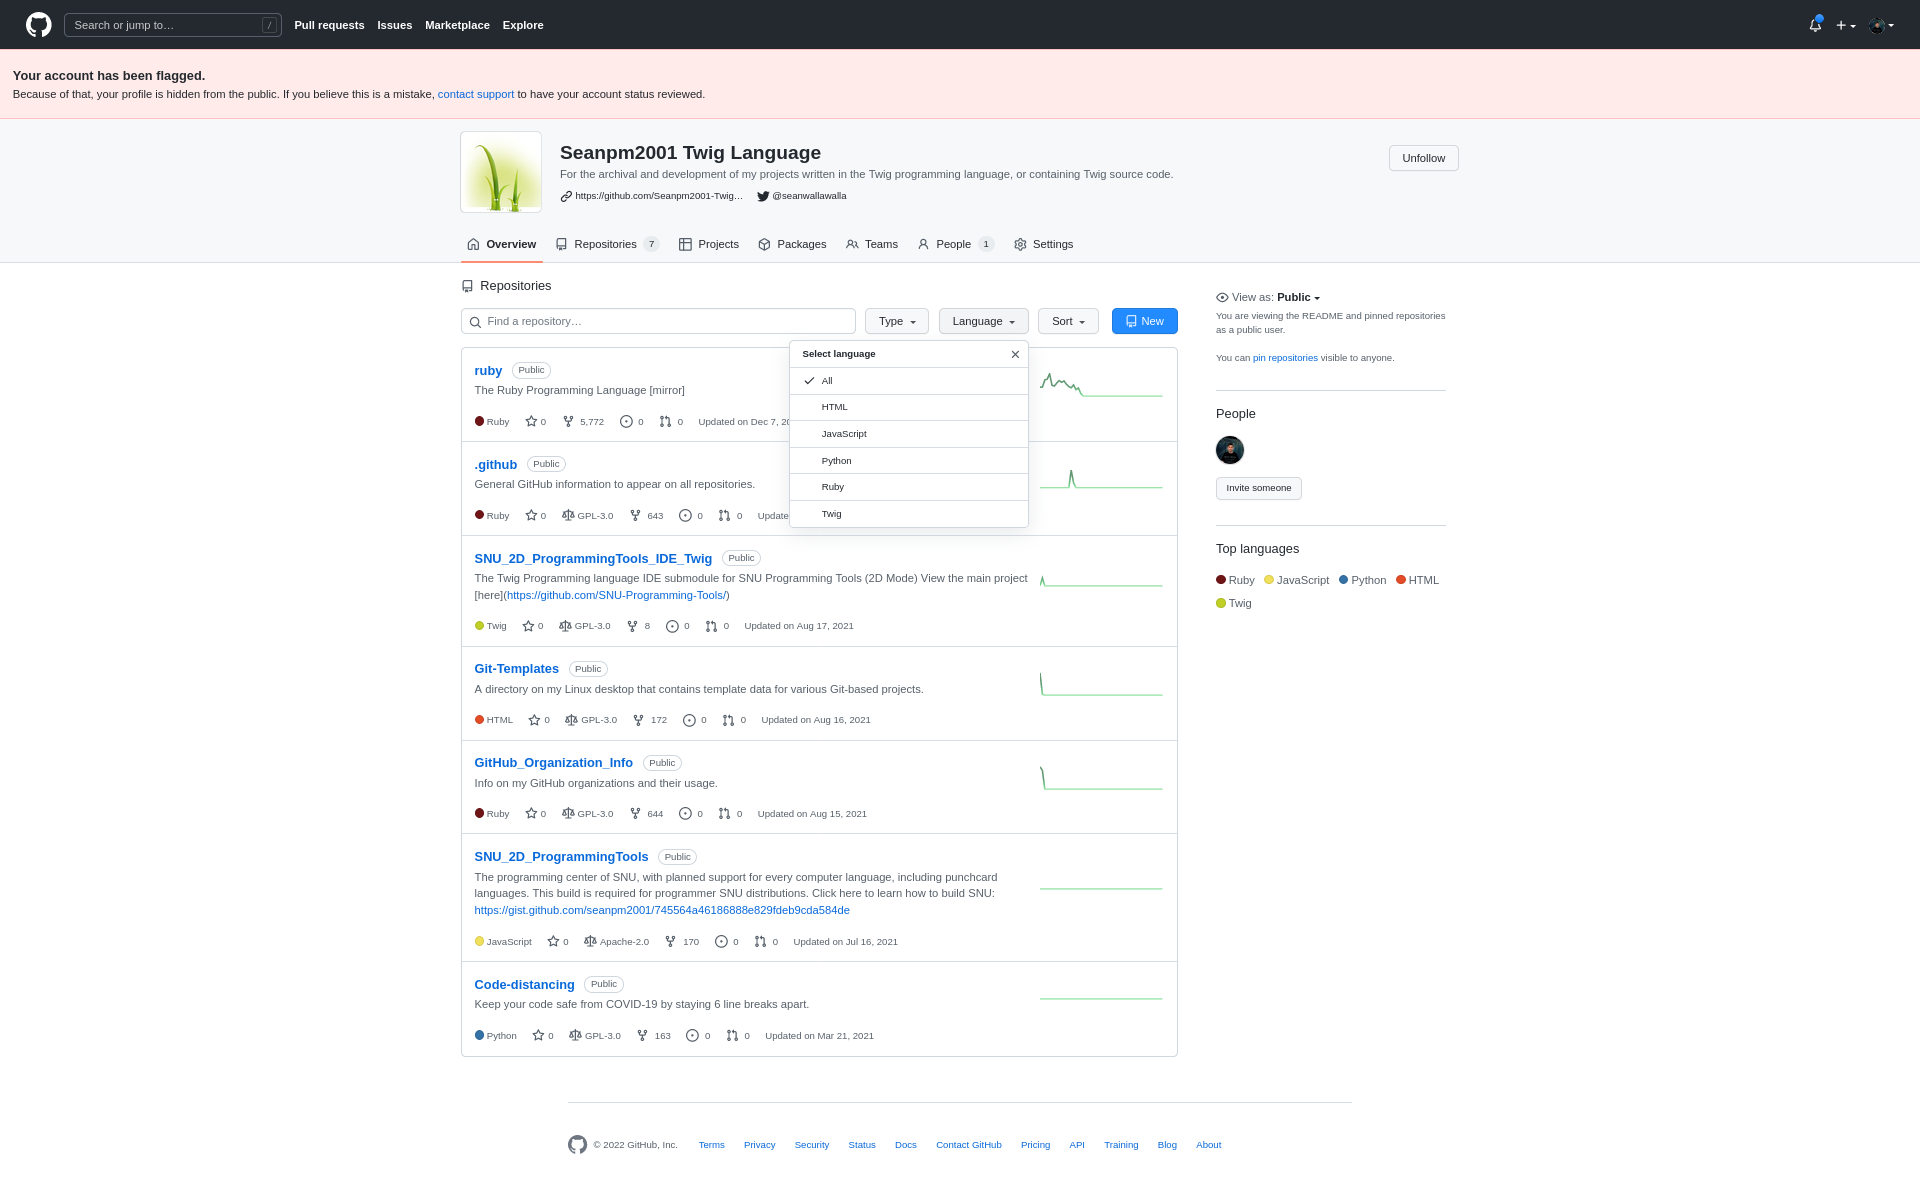 Search or jump to… /
Pull requests Issues Marketplace Explore
Your account has been flagged.
Because of that, your profile is hidden from the public. If you believe this is a mistake, contact support to have your account status reviewed.
Seanpm2001 Twig Language
Unfollow
For the archival and development of my projects written in the Twig programming language, or containing Twig source code.
https://github.com/Seanpm2001-Twig… @seanwallawalla
Overview Repositories 7 Projects Packages Teams People 1 Settings
Repositories
Find a repository… Type Language Sort New
Select language
All
HTML
JavaScript
Python
Ruby
Twig
ruby Public
The Ruby Programming Language [mirror]
Ruby 0 5,772 0 0 Updated on Dec 7, 20
.github Public
General GitHub information to appear on all repositories.
Ruby 0 GPL-3.0 643 0 0 Update
SNU_2D_ProgrammingTools_IDE_Twig Public
The Twig Programming language IDE submodule for SNU Programming Tools (2D Mode) View the main project
[here](https://github.com/SNU-Programming-Tools/)
Twig 0 GPL-3.0 8 0 0 Updated on Aug 17, 2021
Git-Templates Public
A directory on my Linux desktop that contains template data for various Git-based projects.
HTML 0 GPL-3.0 172 0 0 Updated on Aug 16, 2021
GitHub_Organization_Info Public
Info on my GitHub organizations and their usage.
Ruby 0 GPL-3.0 644 0 0 Updated on Aug 15, 2021
SNU_2D_ProgrammingTools Public
The programming center of SNU, with planned support for every computer language, including punchcard
languages. This build is required for programmer SNU distributions. Click here to learn how to build SNU:
https://gist.github.com/seanpm2001/745564a46186888e829fdeb9cda584de
JavaScript 0 Apache-2.0 170 0 0 Updated on Jul 16, 2021
Code-distancing Public
Keep your code safe from COVID-19 by staying 6 line breaks apart.
Python 0 GPL-3.0 163 0 0 Updated on Mar 21, 2021
View as: Public
You are viewing the README and pinned repositories
as a public user.
You can pin repositories visible to anyone.
People
Invite someone
Top languages
Ruby JavaScript Python HTML
Twig
© 2022 GitHub, Inc. Terms Privacy Security Status Docs Contact GitHub Pricing API Training Blog About